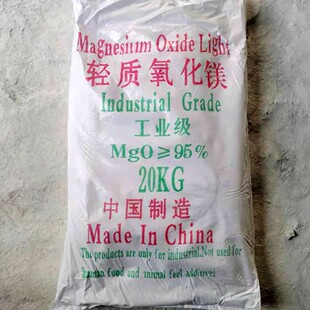 Magnesium Oxide Light
轻质氧化镁
Industrial Grade
工业级
MgO≥95%
20KG
中国制造
Made In China
The products are only for industrial.Not used for
human food and animal feel additives